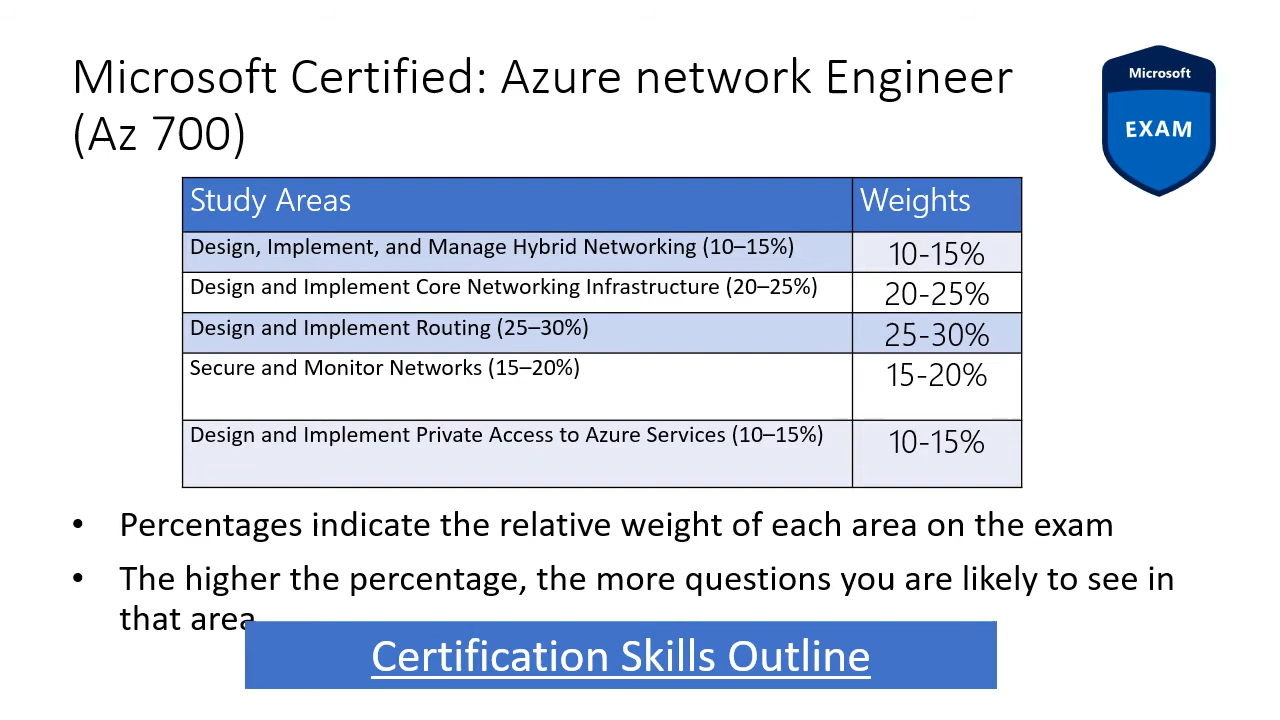 Microsoft Certified: Azure network Engineer
(Az 700)
Microsoft
EXAM
Study Areas Weights
Design, Implement, and Manage Hybrid Networking (10–15%) 10-15%
Design and Implement Core Networking Infrastructure (20–25%) 20-25%
Design and Implement Routing (25–30%) 25-30%
Secure and Monitor Networks (15–20%) 15-20%
Design and Implement Private Access to Azure Services (10–15%) 10-15%
• Percentages indicate the relative weight of each area on the exam
• The higher the percentage, the more questions you are likely to see in
that area
Certification Skills Outline